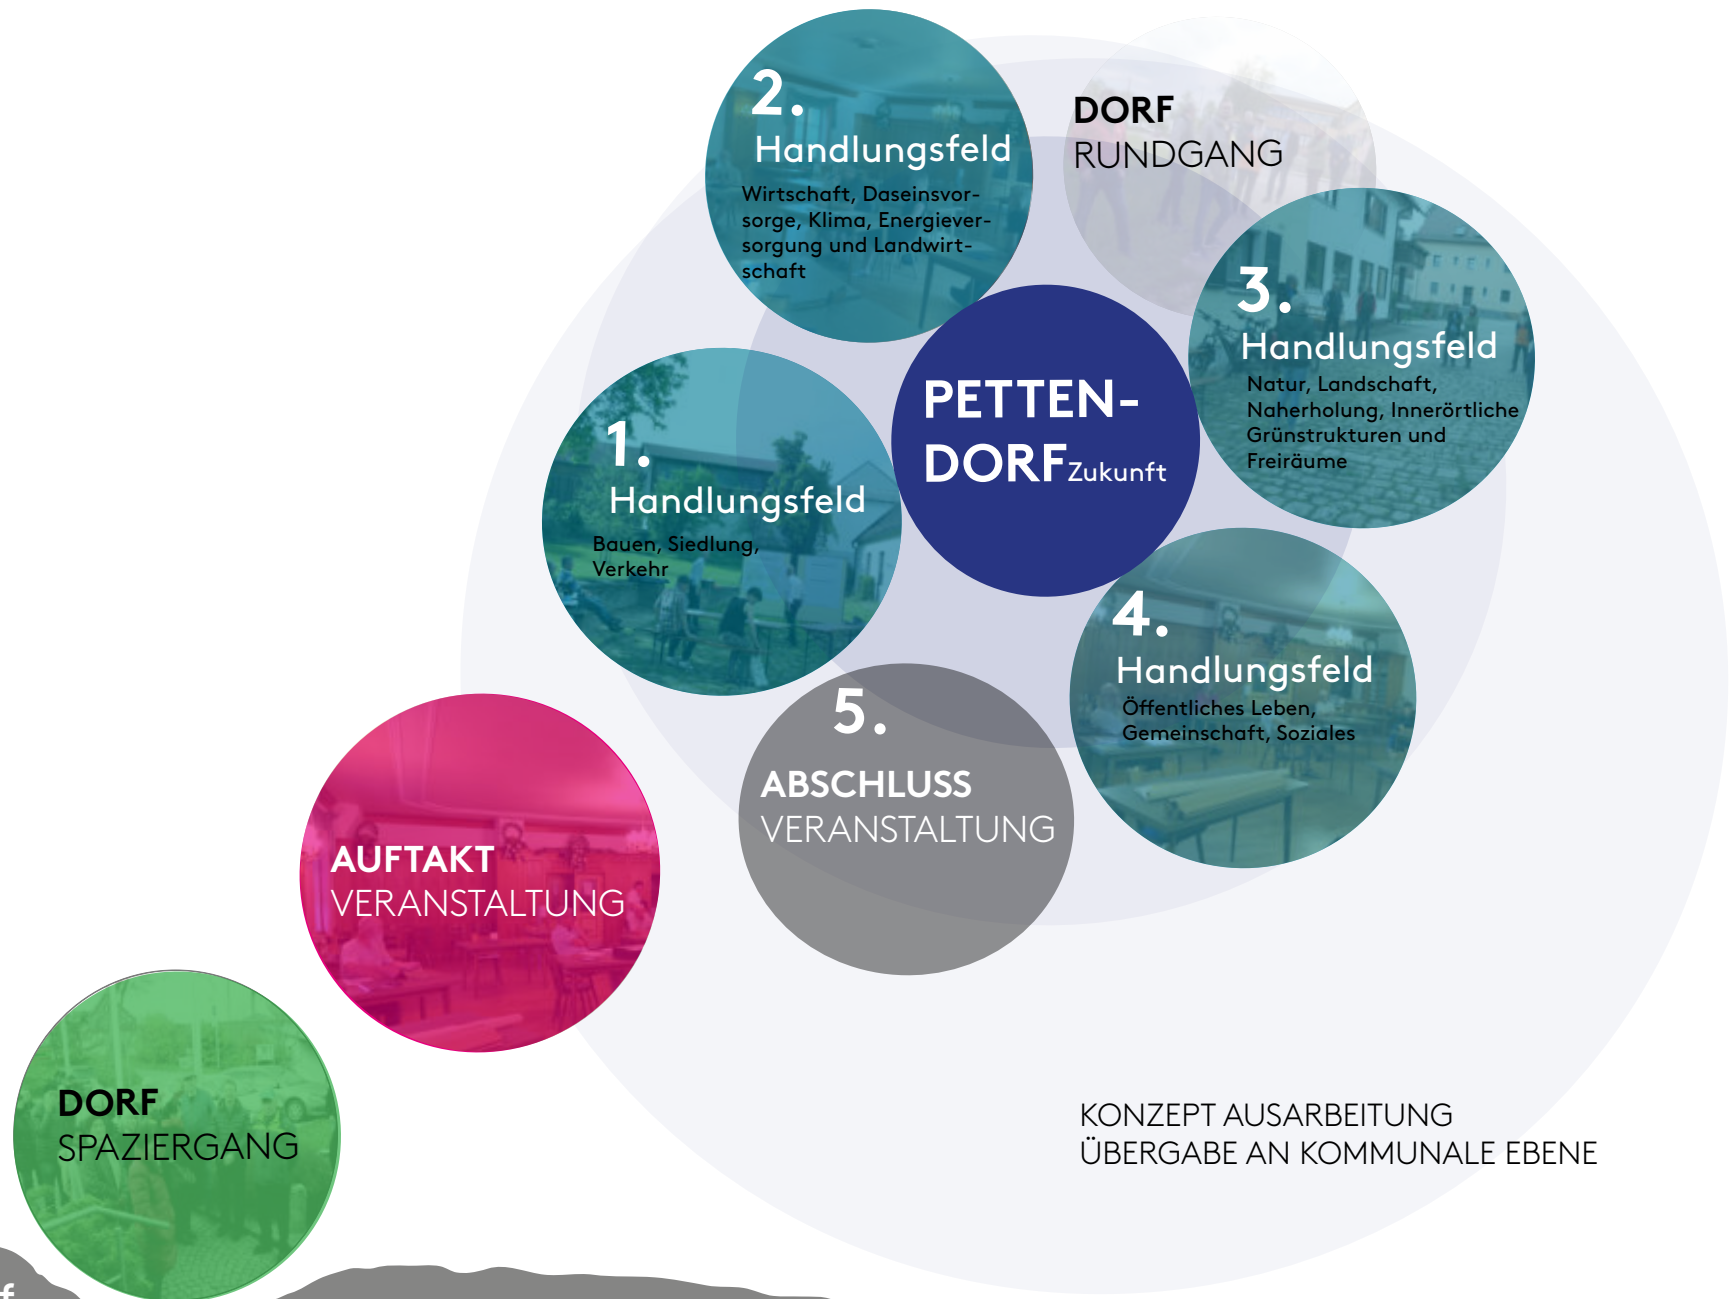 2.
Handlungsfeld
Wirtschaft, Daseinsvor-
sorge, Klima, Energiever-
sorgung und Landwirt-
schaft
DORF
RUNDGANG
3.
Handlungsfeld
Natur, Landschaft,
Naherholung, Innerörtliche
Grünstrukturen und
Freiräume
PETTEN-
DORF Zukunft
1.
Handlungsfeld
Bauen, Siedlung,
Verkehr
4.
Handlungsfeld
Öffentliches Leben,
Gemeinschaft, Soziales
5.
ABSCHLUSS
VERANSTALTUNG
AUFTAKT
VERANSTALTUNG
DORF
SPAZIERGANG
KONZEPT AUSARBEITUNG
ÜBERGABE AN KOMMUNALE EBENE